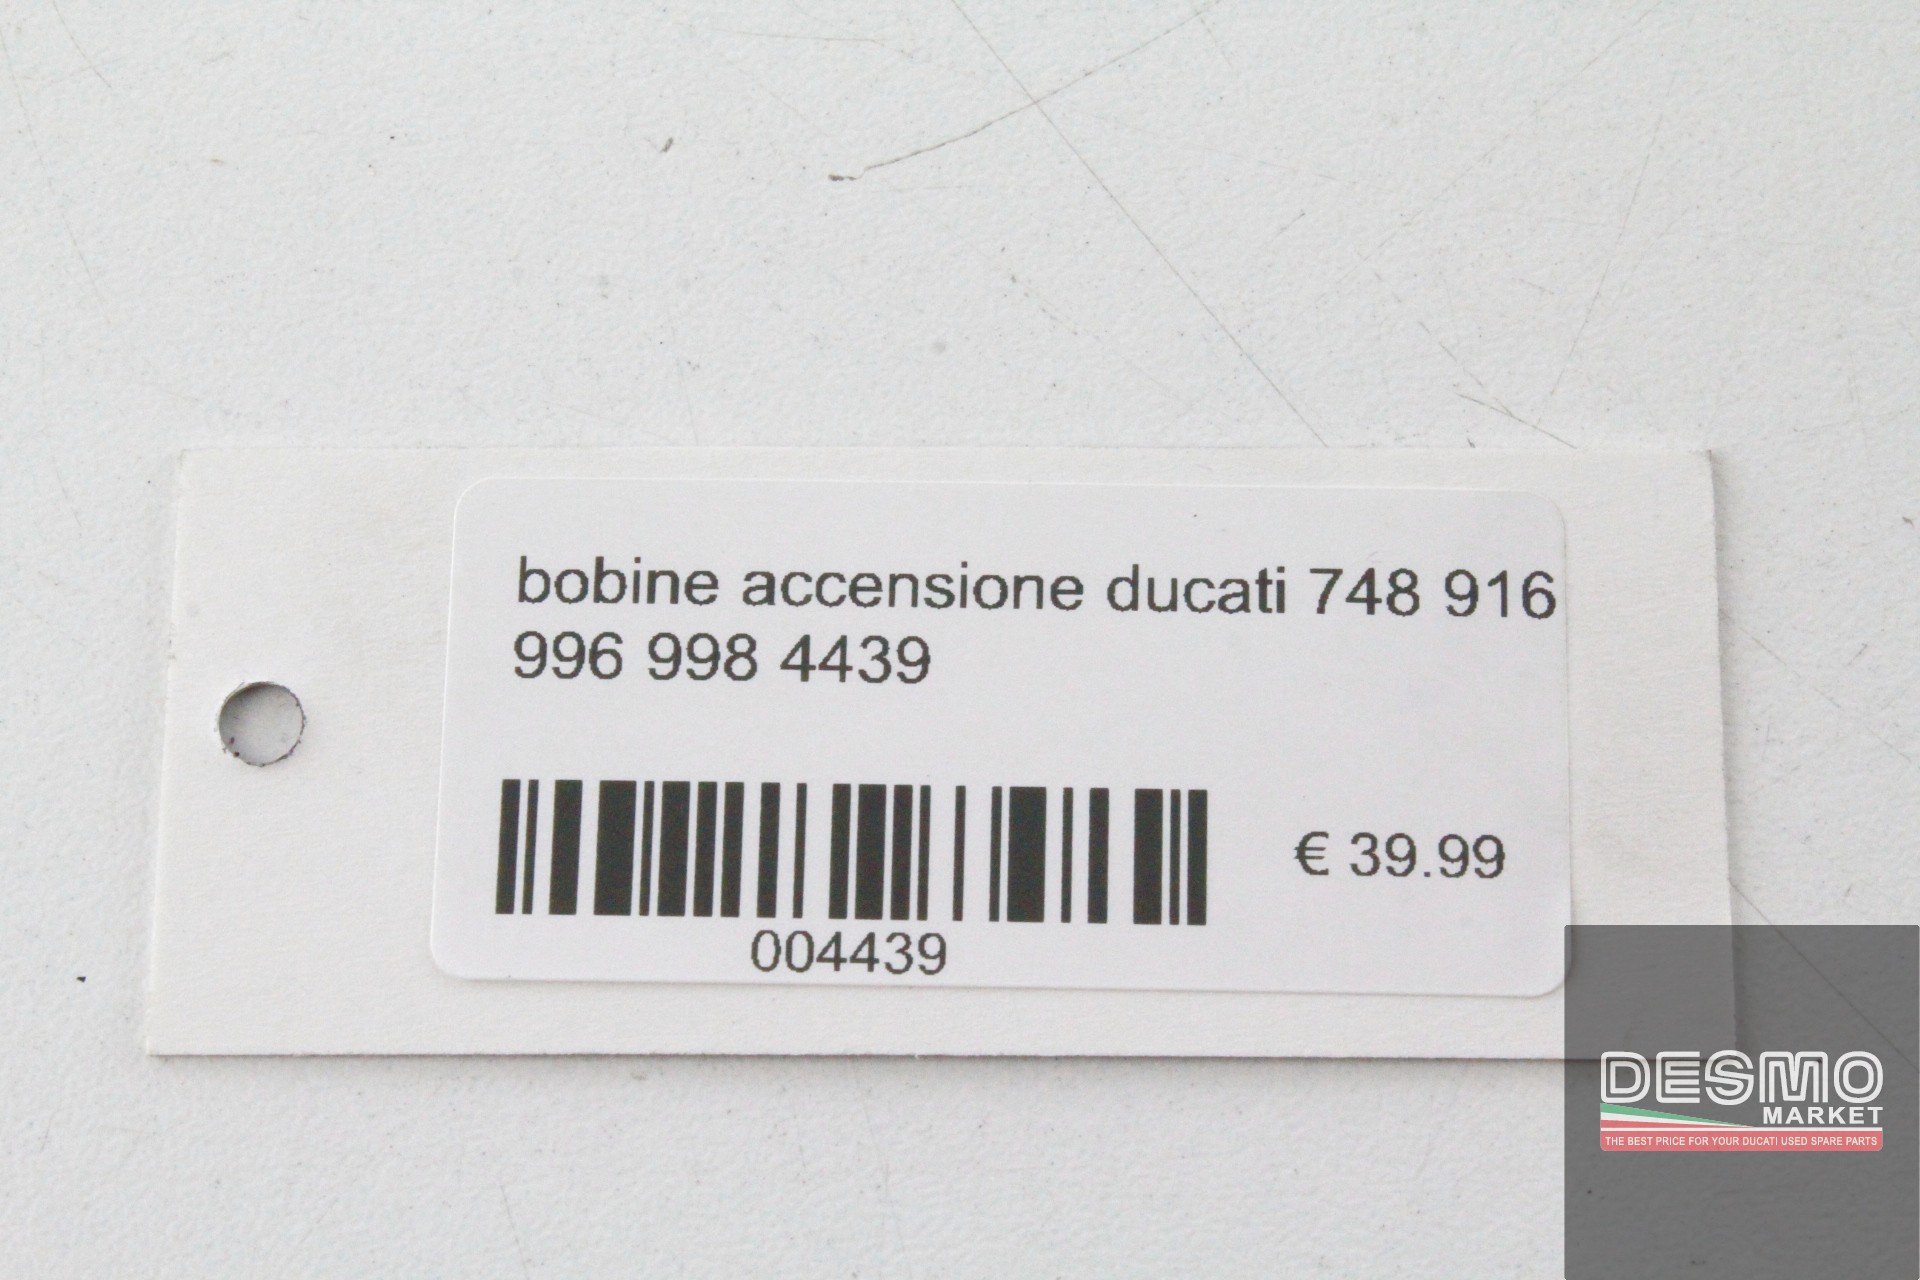 bobine accensione ducati 748 916
996 998 4439
€ 39.99
004439
DESMO
MARKET
THE BEST PRICE FOR YOUR DUCATI USED SPARE PARTS